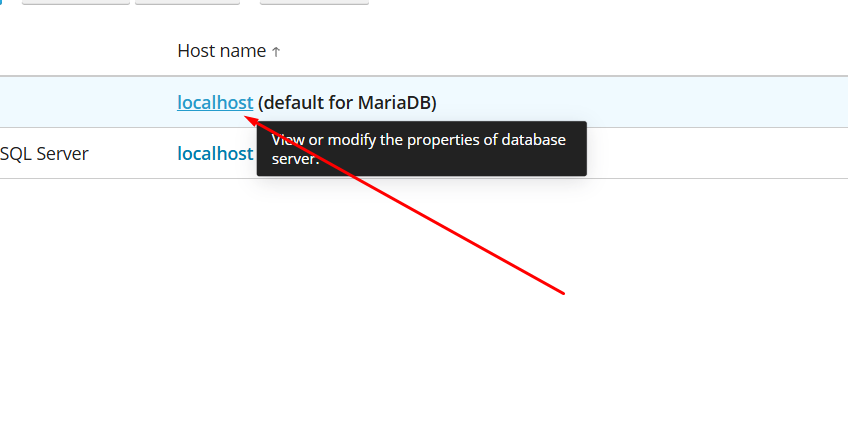 Host name ↑
localhost (default for MariaDB)
View or modify the properties of database
server.
SQL Server localhost